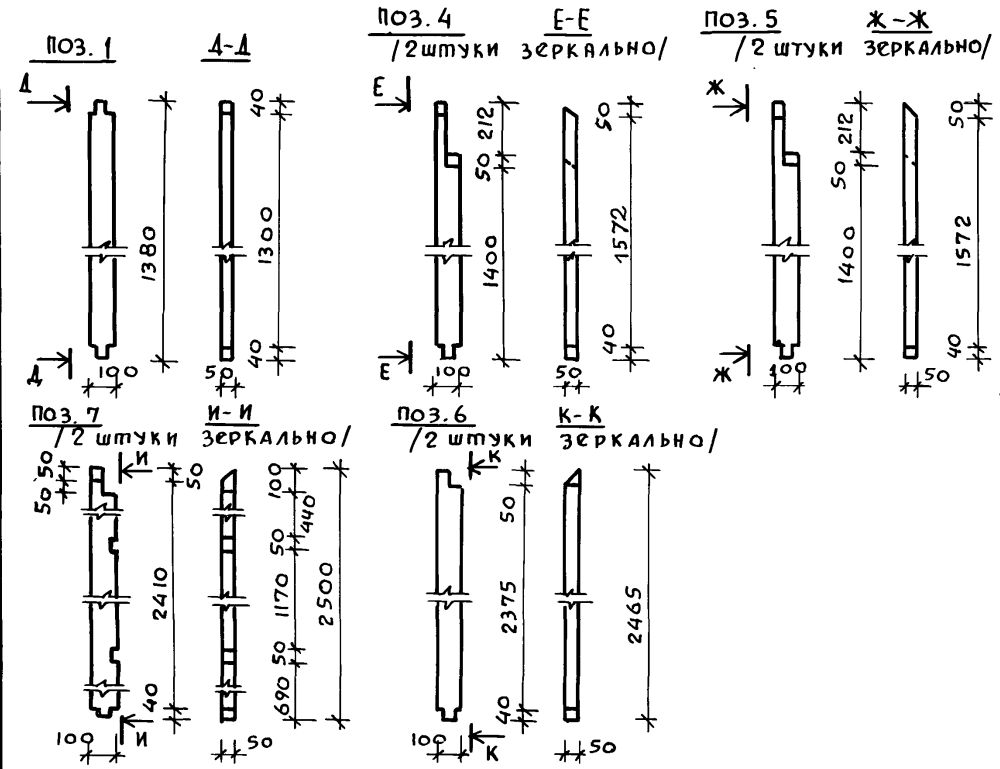 ПОЗ. 1
Д-Д
Д
40
1380
1300
40
Д
100
50
ПОЗ. 4
Е-Е
/2 штуки зеркально/
Е
212
50
50
1400
1572
40
Е
100
50
ПОЗ. 5
Ж-Ж
/2 штуки зеркально/
Ж
212
50
50
1400
1572
40
Ж
100
50
ПОЗ. 7
И-И
/2 штуки зеркально/
И
50
50
50
100
440
50
2410
1170
2500
50
690
40
И
100
50
ПОЗ. 6
К-К
/2 штуки зеркально/
К
50
2375
2465
40
К
100
50